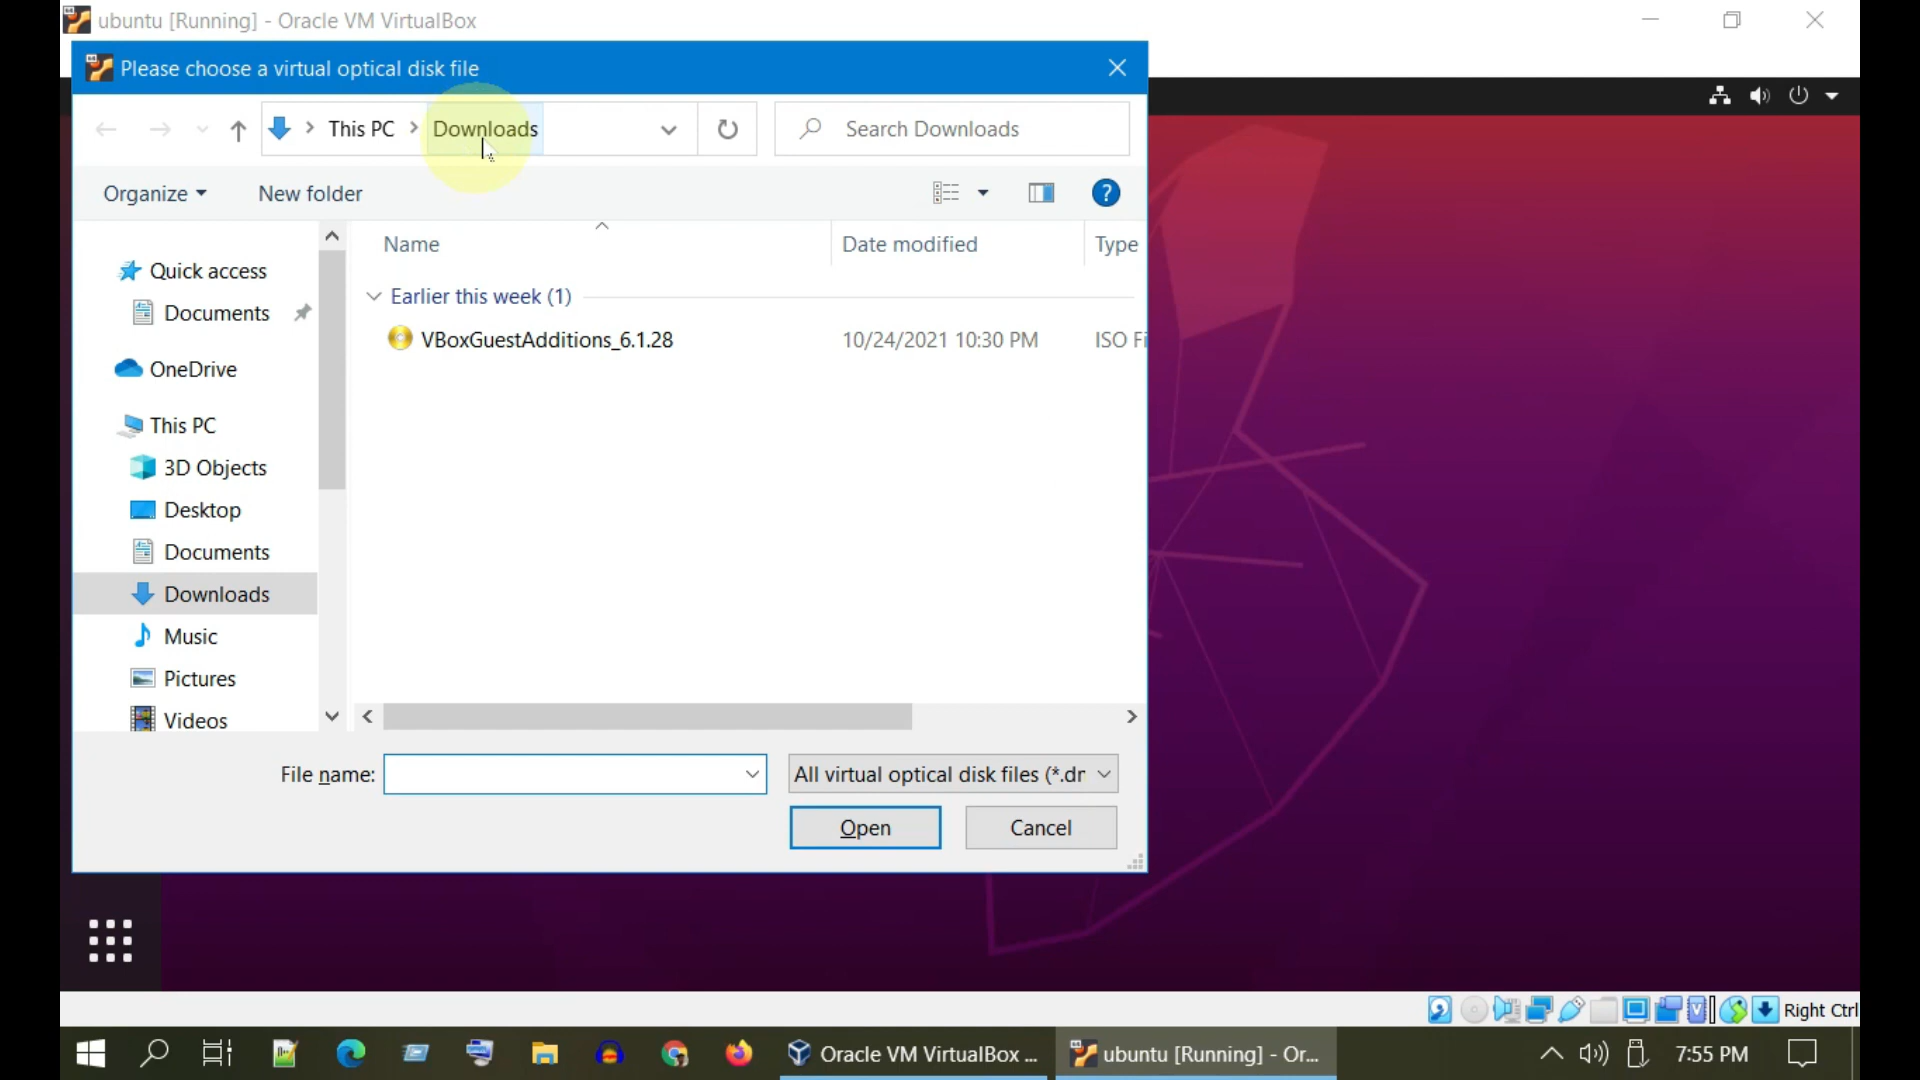 ubuntu [Running] - Oracle VM VirtualBox
Please choose a virtual optical disk file
This PC > Downloads
Search Downloads
Organize
New folder
?
Name
Date modified
Type
Quick access
Documents
OneDrive
This PC
3D Objects
Desktop
Documents
Downloads
Music
Pictures
Videos
Earlier this week (1)
VBoxGuestAdditions_6.1.28
10/24/2021 10:30 PM
ISO Fi
File name:
All virtual optical disk files (*.dr
Open
Cancel
Right Ctrl
Oracle VM VirtualBox ...
ubuntu [Running] - Or...
7:55 PM